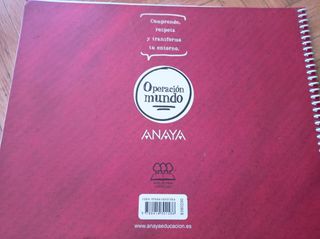 Comprende,
respeta
y transforma
tu entorno.
Operación
mundo
ANAYA
www.anayaeducacion.es